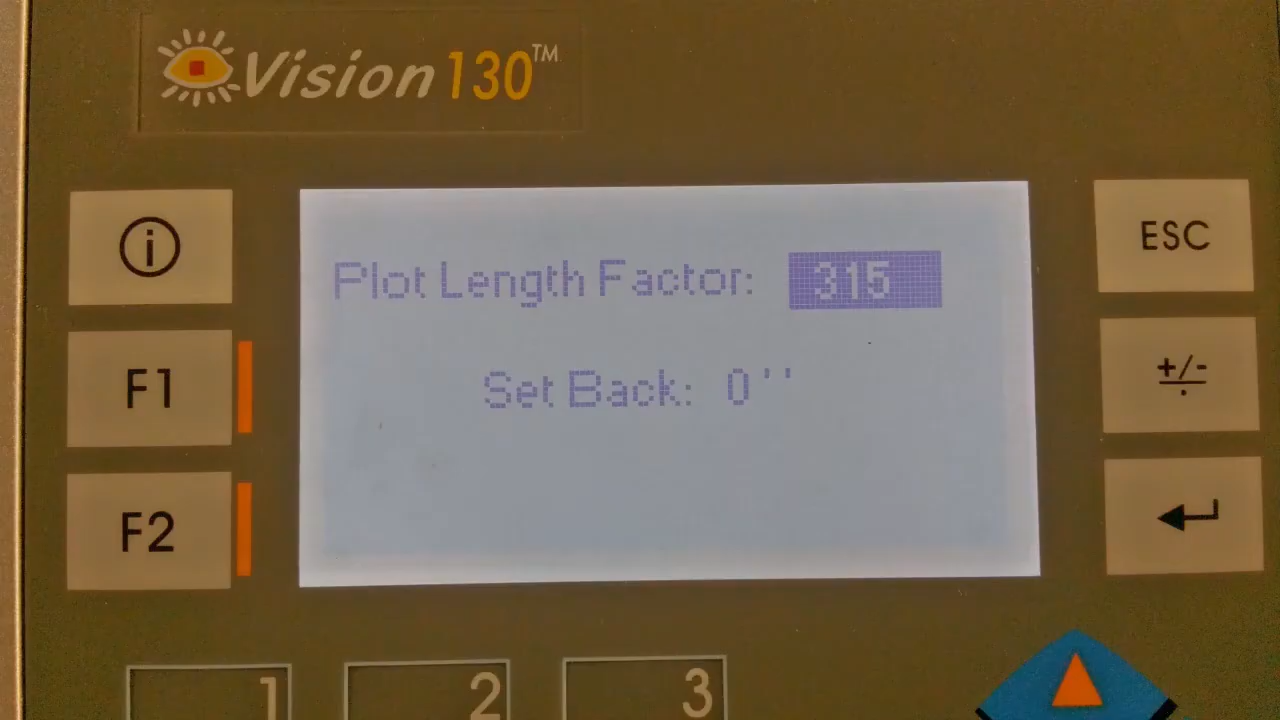 Vision 130™
i
ESC
Plot Length Factor: 315
F1
+/-
.
Set Back: 0''
F2
1
2
3